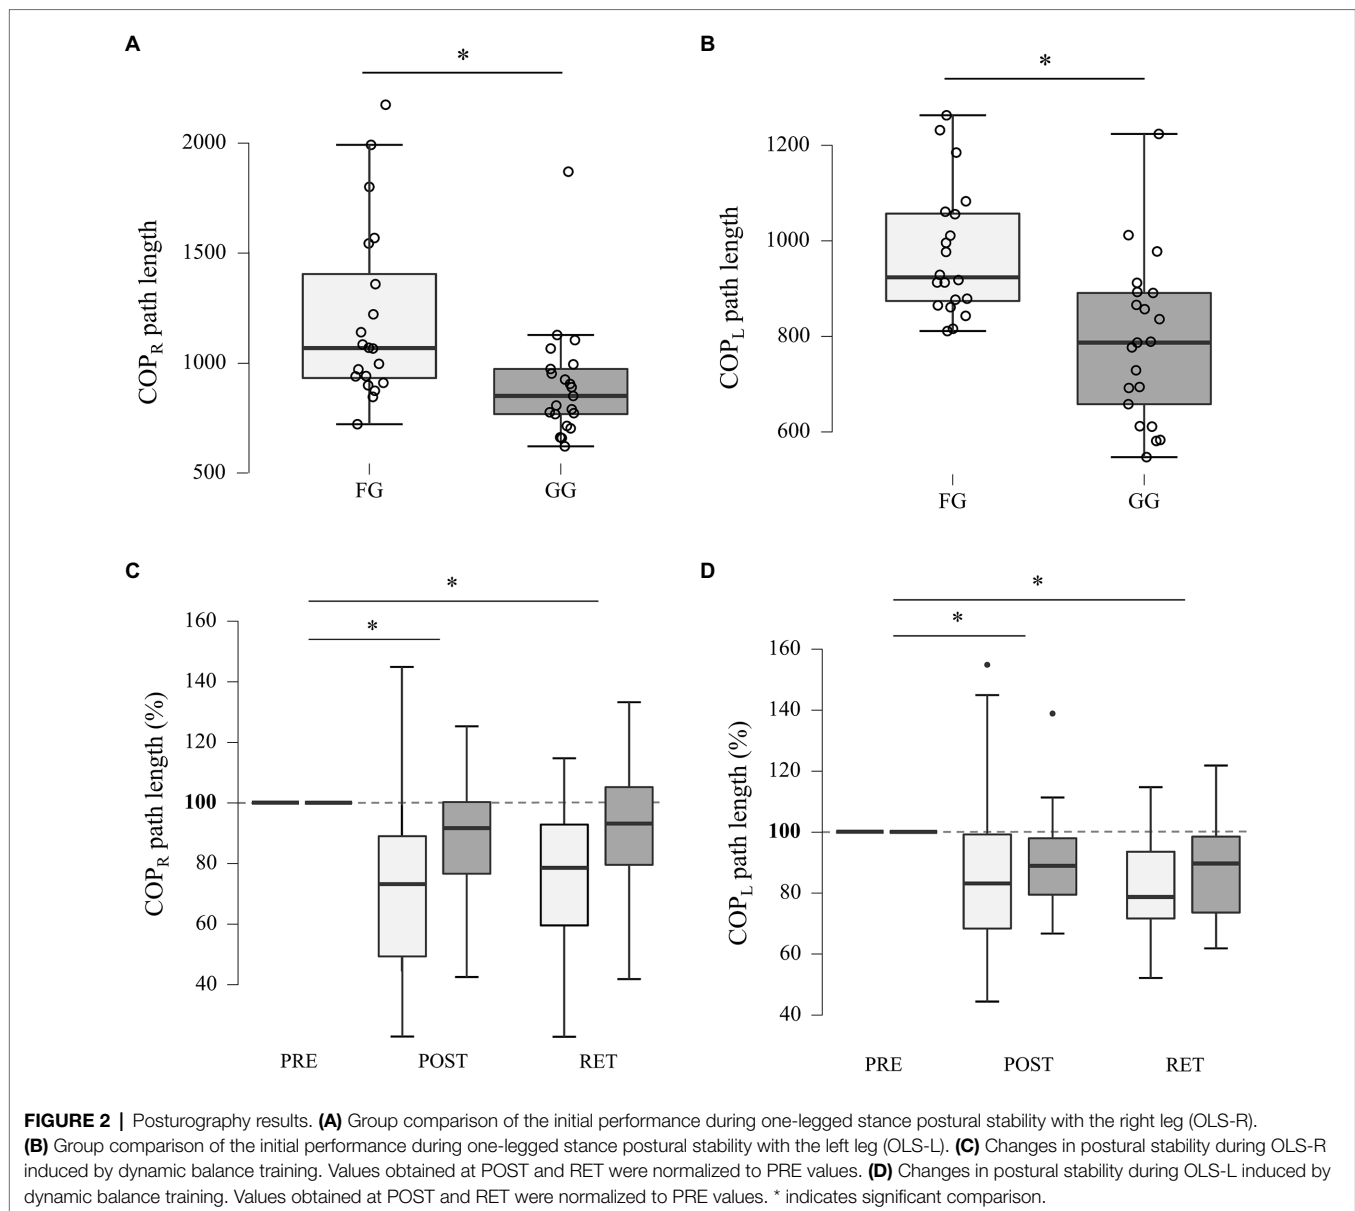 A
*
2000
1500
1000
500
COPR path length
FG
GG
B
*
1200
1000
800
600
COPL path length
FG
GG
C
*
*
160
140
120
100
80
60
40
COPR path length (%)
PRE
POST
RET
D
*
*
160
140
120
100
80
60
40
COPL path length (%)
PRE
POST
RET
FIGURE 2 | Posturography results. (A) Group comparison of the initial performance during one-legged stance postural stability with the right leg (OLS-R).
(B) Group comparison of the initial performance during one-legged stance postural stability with the left leg (OLS-L). (C) Changes in postural stability during OLS-R
induced by dynamic balance training. Values obtained at POST and RET were normalized to PRE values. (D) Changes in postural stability during OLS-L induced by
dynamic balance training. Values obtained at POST and RET were normalized to PRE values. * indicates significant comparison.